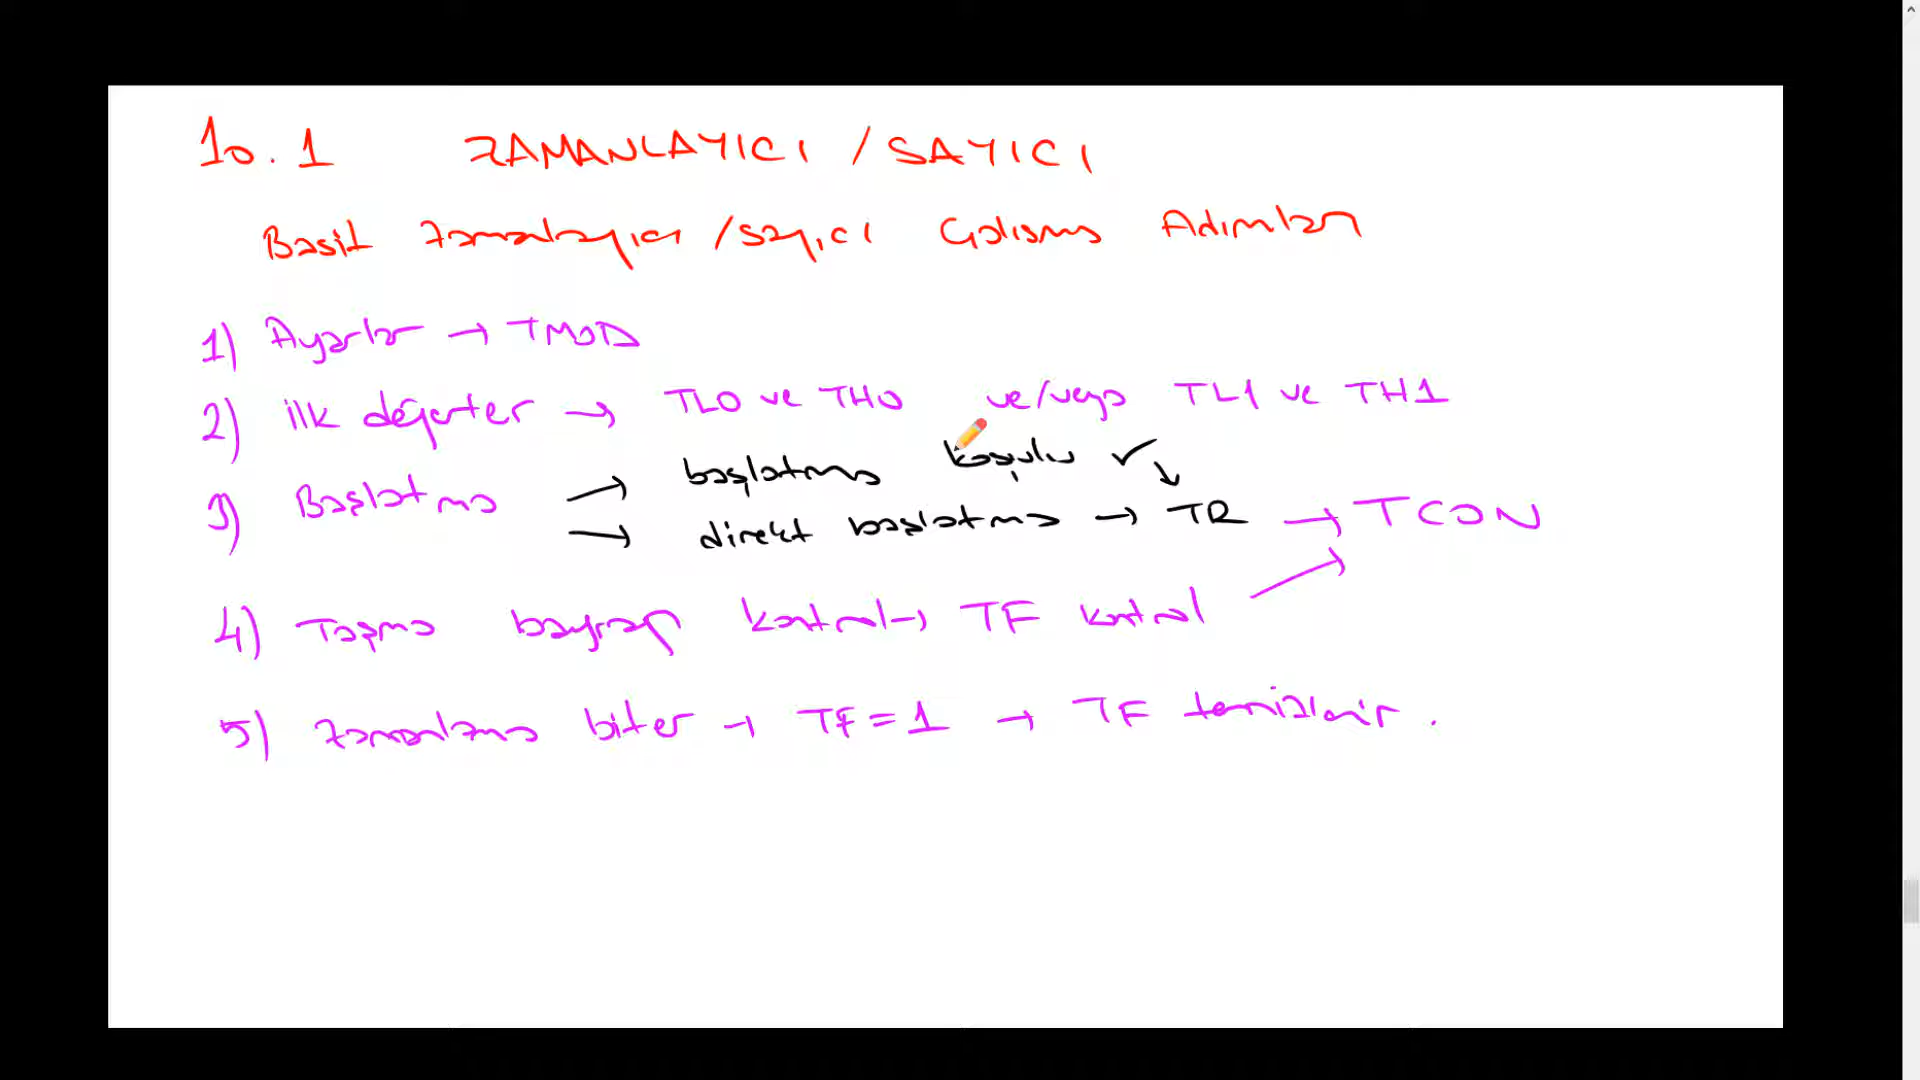 10.1 ZAMANLAYICI / SAYICI
Basit zamanlayıcı / sayıcı Çalışma Adımları
1) Ayarlar → TMOD
2) ilk değerler → TL0 ve THO ve/veya TL1 ve TH1
3) Başlatma → başlatma koşulu ✓
→ direkt başlatma → TR → TCON
4) Taşma bayrağı kontrol → TF kontrol
5) Zamanlama biter → TF = 1 → TF temizlenir.